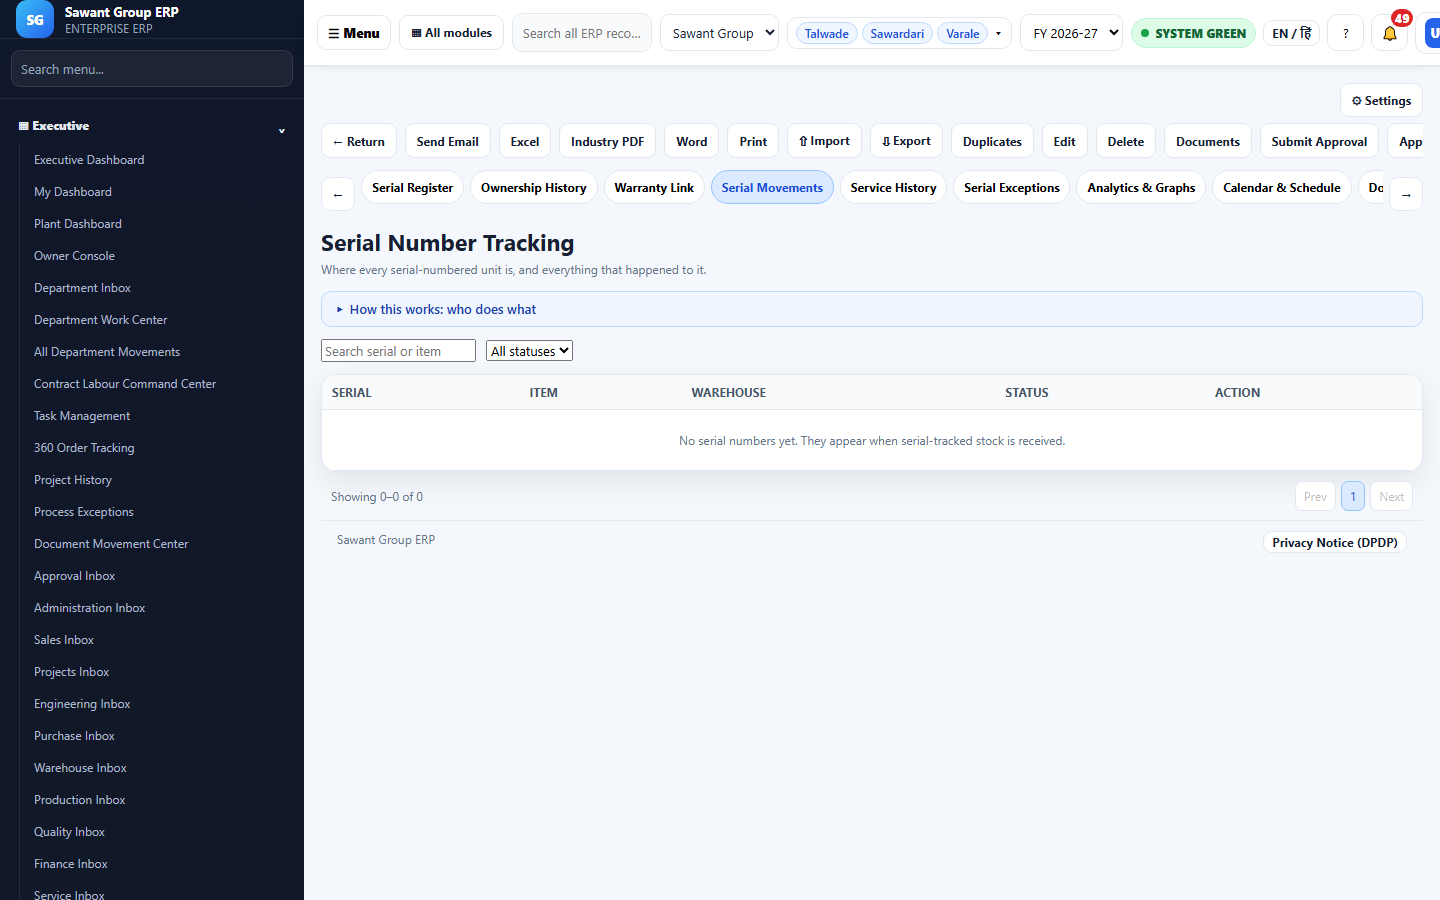 SG
Sawant Group ERP
ENTERPRISE ERP
Search menu...
Executive
Executive Dashboard
My Dashboard
Plant Dashboard
Owner Console
Department Inbox
Department Work Center
All Department Movements
Contract Labour Command Center
Task Management
360 Order Tracking
Project History
Process Exceptions
Document Movement Center
Approval Inbox
Administration Inbox
Sales Inbox
Projects Inbox
Engineering Inbox
Purchase Inbox
Warehouse Inbox
Production Inbox
Quality Inbox
Finance Inbox
Service Inbox
☰ Menu
All modules
Search all ERP reco...
Sawant Group
Talwade
Sawardari
Varale
FY 2026-27
SYSTEM GREEN
EN / हिं
?
49
U
⚙ Settings
← Return
Send Email
Excel
Industry PDF
Word
Print
⇧ Import
⇩ Export
Duplicates
Edit
Delete
Documents
Submit Approval
App
←
Serial Register
Ownership History
Warranty Link
Serial Movements
Service History
Serial Exceptions
Analytics & Graphs
Calendar & Schedule
Do
→
Serial Number Tracking
Where every serial-numbered unit is, and everything that happened to it.
▸ How this works: who does what
Search serial or item
All statuses
SERIAL ITEM WAREHOUSE STATUS ACTION
No serial numbers yet. They appear when serial-tracked stock is received.
Showing 0–0 of 0
Prev
1
Next
Sawant Group ERP
Privacy Notice (DPDP)